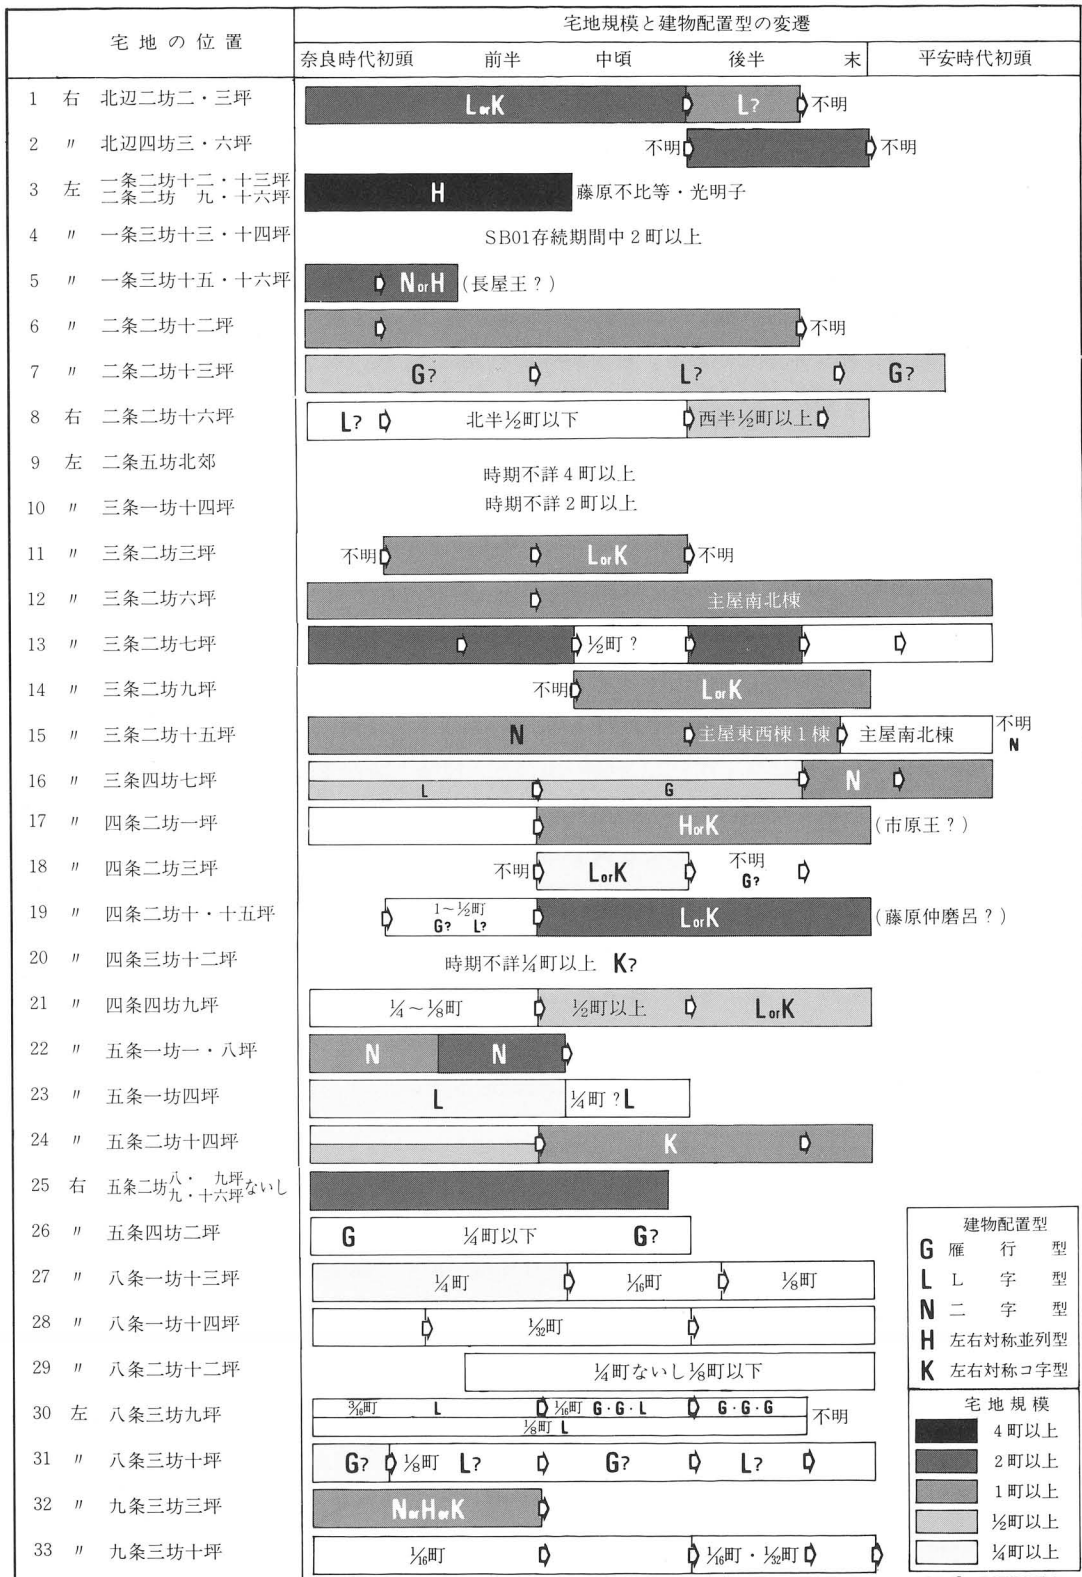 宅地の位置
宅地規模と建物配置型の変遷
奈良時代初頭 前半 中頃 後半 末 平安時代初頭
1 右 北辺二坊二・三坪 LorK L? 不明
2 〃 北辺四坊三・六坪 不明 不明
3 左 一条二坊十二・十三坪
二条二坊 九・十六坪 H 藤原不比等・光明子
4 〃 一条三坊十三・十四坪 SB01存続期間中2町以上
5 〃 一条三坊十五・十六坪 NorH (長屋王?)
6 〃 二条二坊十二坪 不明
7 〃 二条二坊十三坪 G? L? G?
8 右 二条二坊十六坪 L? 北半½町以下 西半½町以上
9 左 二条五坊北郊 時期不詳4町以上
10 〃 三条一坊十四坪 時期不詳2町以上
11 〃 三条二坊三坪 不明 LorK 不明
12 〃 三条二坊六坪 主屋南北棟
13 〃 三条二坊七坪 ½町?
14 〃 三条二坊九坪 不明 LorK
15 〃 三条二坊十五坪 N 主屋東西棟1棟 主屋南北棟 不明
N
16 〃 三条四坊七坪 L G N
17 〃 四条二坊一坪 HorK (市原王?)
18 〃 四条二坊三坪 不明 LorK 不明
G?
19 〃 四条二坊十・十五坪 1~½町
G? L? LorK (藤原仲磨呂?)
20 〃 四条三坊十二坪 時期不詳¼町以上 K?
21 〃 四条四坊九坪 ¼~⅛町 ½町以上 LorK
22 〃 五条一坊一・八坪 N N
23 〃 五条一坊四坪 L ¼町?L
24 〃 五条二坊十四坪 K
25 右 五条二坊八・九坪ないし
九・十六坪
26 〃 五条四坊二坪 G ¼町以下 G?
27 〃 八条一坊十三坪 ¼町 1/16町 ⅛町
28 〃 八条一坊十四坪 1/32町
29 〃 八条二坊十二坪 ¼町ないし⅛町以下
30 左 八条三坊九坪 3/16町 L 1/16町 G・G・L G・G・G 不明
⅛町 L
31 〃 八条三坊十坪 G? ⅛町 L? G? L?
32 〃 九条三坊三坪 NorHorK
33 〃 九条三坊十坪 1/16町 1/16町・1/32町
建物配置型
G 雁行型
L L字型
N 二字型
H 左右対称並列型
K 左右対称コ字型
宅地規模
4町以上
2町以上
1町以上
½町以上
¼町以上